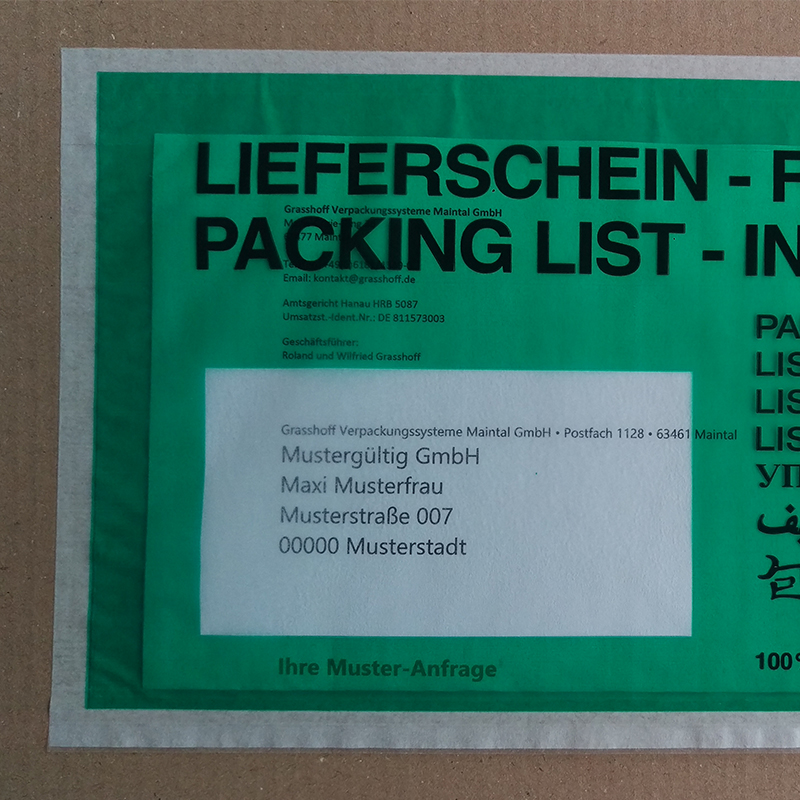 LIEFERSCHEIN -
Grasshoff Verpackungssysteme Maintal GmbH
PACKING LIST - IN
Email: kontakt@grasshoff.de
Amtsgericht Hanau HRB 5087
Umsatzst.-Ident.Nr.: DE 811573003
Geschäftsführer:
Roland und Wilfried Grasshoff
Grasshoff Verpackungssysteme Maintal GmbH • Postfach 1128 • 63461 Maintal
Mustergültig GmbH
Maxi Musterfrau
Musterstraße 007
00000 Musterstadt
Ihre Muster-Anfrage
PA
LIS
LIS
LIS
УП
100